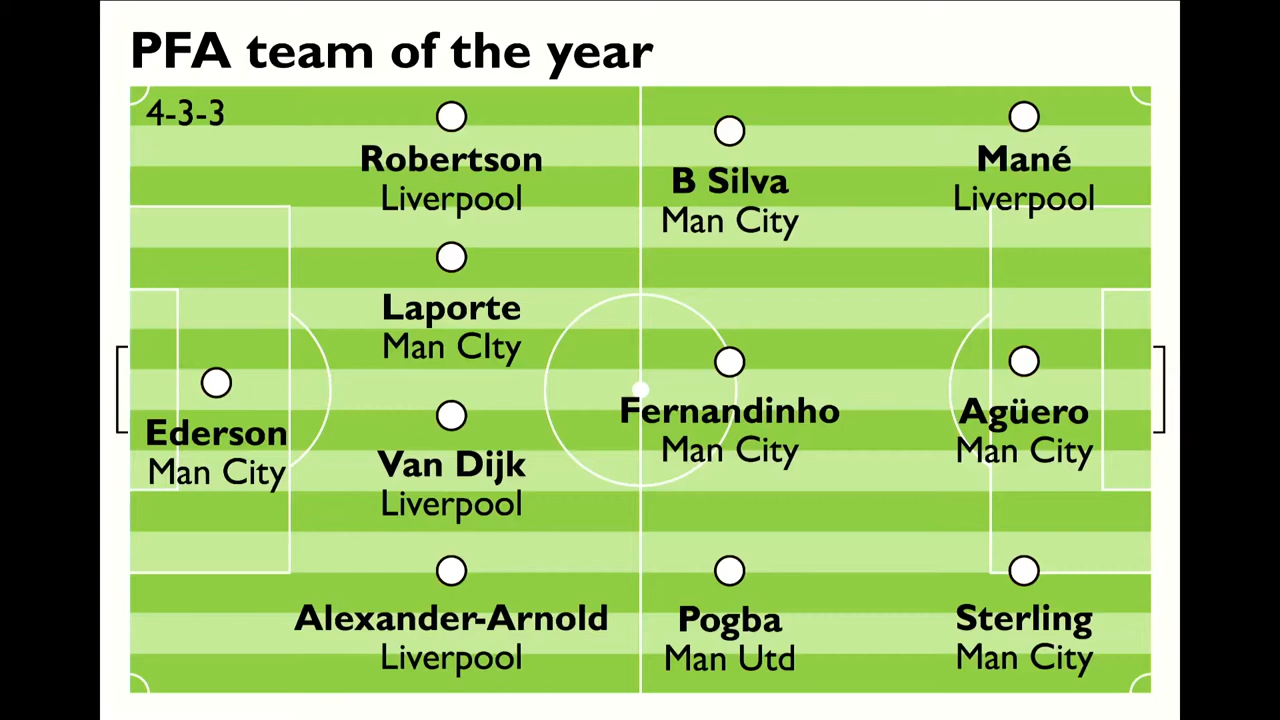 PFA team of the year
4-3-3
Robertson
Liverpool
B Silva
Man City
Mané
Liverpool
Laporte
Man CIty
Ederson
Man City
Van Dijk
Liverpool
Fernandinho
Man City
Agüero
Man City
Alexander-Arnold
Liverpool
Pogba
Man Utd
Sterling
Man City